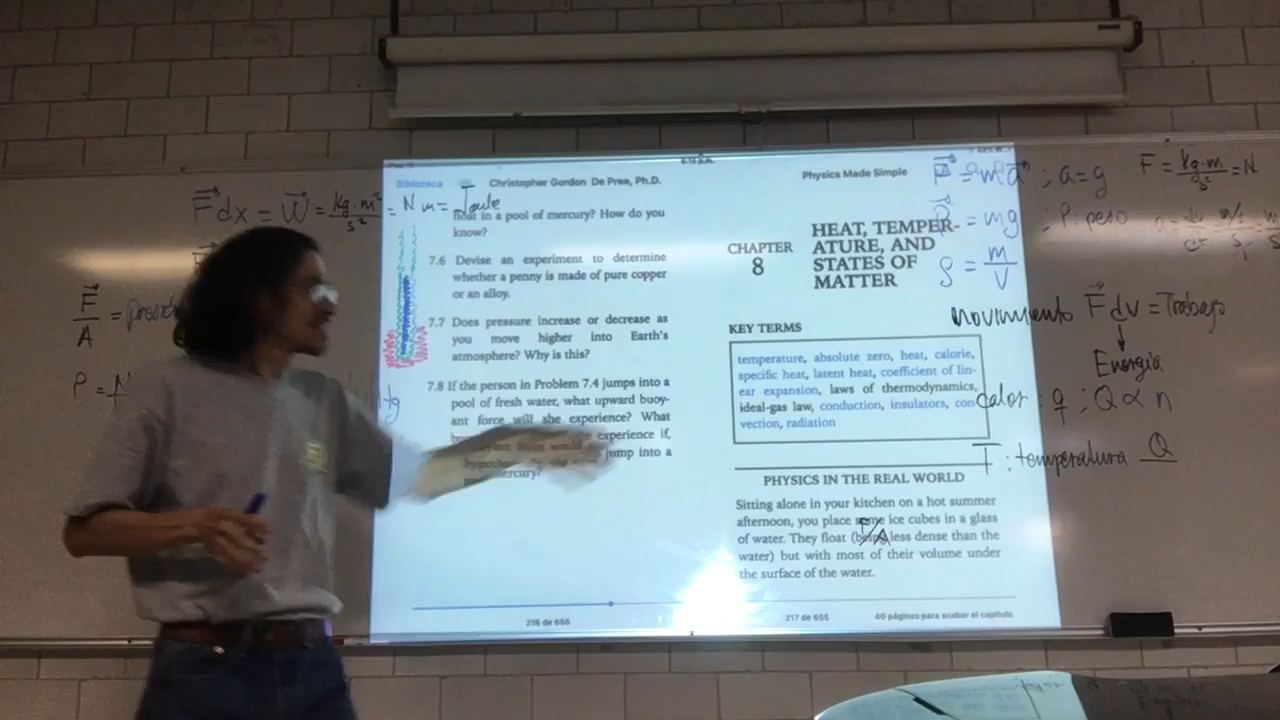 6:16 p.m.
Biblioteca
Christopher Gordon De Pree, Ph.D.
float in a pool of mercury? How do you
know?
7.6 Devise an experiment to determine
whether a penny is made of pure copper
or an alloy.
7.7 Does pressure increase or decrease as
you move higher into Earth's
atmosphere? Why is this?
7.8 If the person in Problem 7.4 jumps into a
pool of fresh water, what upward buoy-
ant force will she experience? What
experience if,
jump into a
mercury?
216 de 655
Physics Made Simple
CHAPTER
8
HEAT, TEMPER-
ATURE, AND
STATES OF
MATTER
KEY TERMS
temperature, absolute zero, heat, calorie,
specific heat, latent heat, coefficient of lin-
ear expansion, laws of thermodynamics,
ideal-gas law, conduction, insulators, con
vection, radiation
PHYSICS IN THE REAL WORLD
Sitting alone in your kitchen on a hot summer
afternoon, you place some ice cubes in a glass
of water. They float (being less dense than the
water) but with most of their volume under
the surface of the water.
217 de 655
40 páginas para acabar el capítulo
F dx = W = kg·m²/s² = N m = Joule
F/A =
P =
F = ma ; a = g
F = kg·m/s² = N
P = mg ; P: peso
ρ = m/V
Movimiento F dv = Trabajo
↓
Energía
Calor : q ; Q ∝ n
T : temperatura Q
F/A